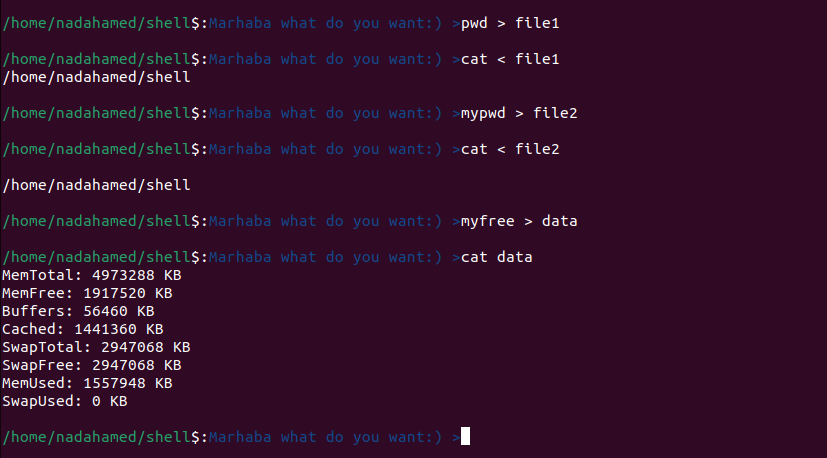 /home/nadahamed/shell$:Marhaba what do you want:) >pwd > file1
/home/nadahamed/shell$:Marhaba what do you want:) >cat < file1
/home/nadahamed/shell
/home/nadahamed/shell$:Marhaba what do you want:) >mypwd > file2
/home/nadahamed/shell$:Marhaba what do you want:) >cat < file2
/home/nadahamed/shell
/home/nadahamed/shell$:Marhaba what do you want:) >myfree > data
/home/nadahamed/shell$:Marhaba what do you want:) >cat data
MemTotal: 4973288 KB
MemFree: 1917520 KB
Buffers: 56460 KB
Cached: 1441360 KB
SwapTotal: 2947068 KB
SwapFree: 2947068 KB
MemUsed: 1557948 KB
SwapUsed: 0 KB
/home/nadahamed/shell$:Marhaba what do you want:) >